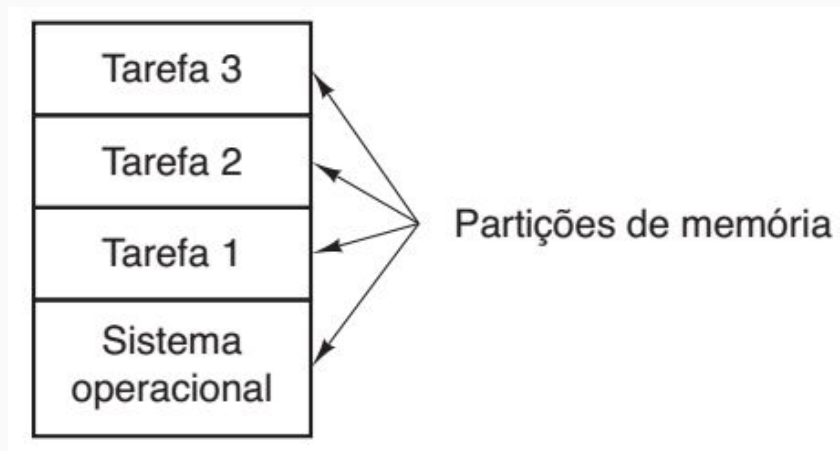 Tarefa 3
Tarefa 2
Tarefa 1
Sistema
operacional
Partições de memória